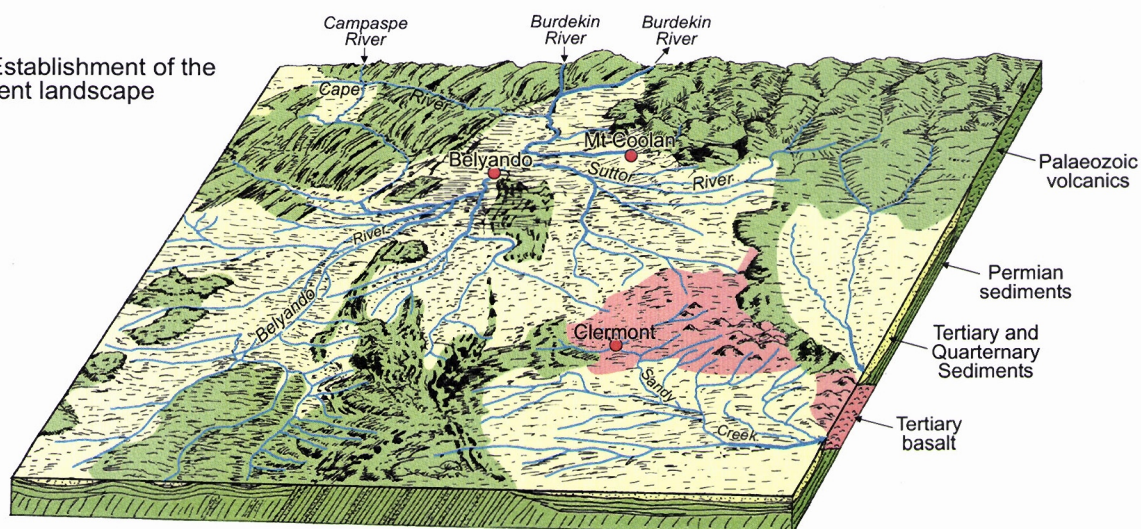 Establishment of the
ent landscape
Campaspe
River
Burdekin
River
Burdekin
River
Cape
River
Mt Coolan
Belyando
Suttor
River
River
Belyando
Clermont
Sandy
Creek
Palaeozoic
volcanics
Permian
sediments
Tertiary and
Quarternary
Sediments
Tertiary
basalt